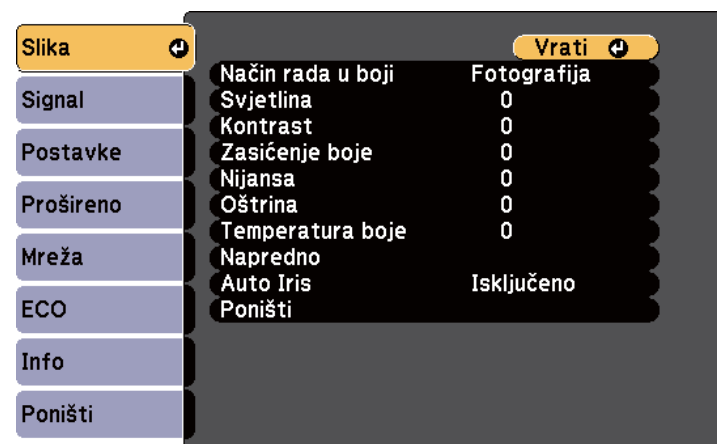 Slika
Signal
Postavke
Prošireno
Mreža
ECO
Info
Poništi
Vrati
Način rada u boji Fotografija
Svjetlina 0
Kontrast 0
Zasićenje boje 0
Nijansa 0
Oštrina 0
Temperatura boje 0
Napredno
Auto Iris Isključeno
Poništi